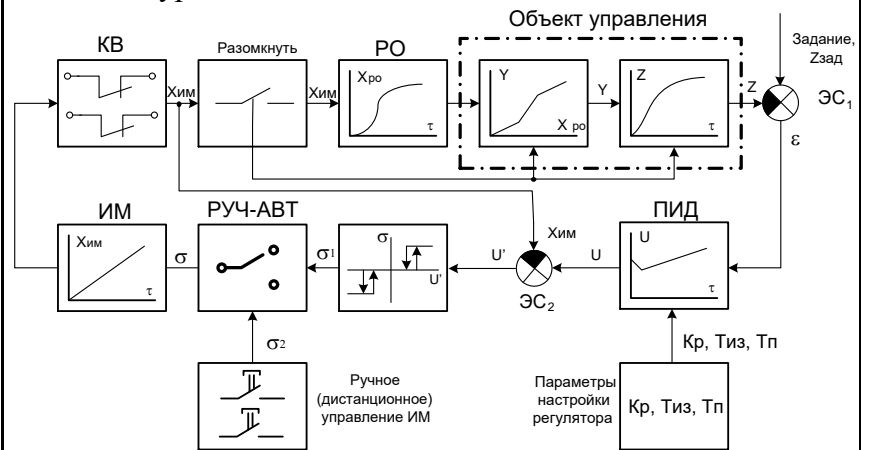 Объект управления
КВ
Разомкнуть
РО
Задание,
Zзад
Хим
Хим
Xро
τ
Y
X ро
Y
Z
τ
Z
ЭС₁
ε
ИМ
РУЧ-АВТ
ПИД
Хим
τ
σ
σ1
σ
U'
U'
Хим
ЭС₂
U
U
τ
σ2
Кр, Тиз, Тп
Ручное
(дистанционное)
управление ИМ
Параметры
настройки
регулятора
Кр, Тиз, Тп